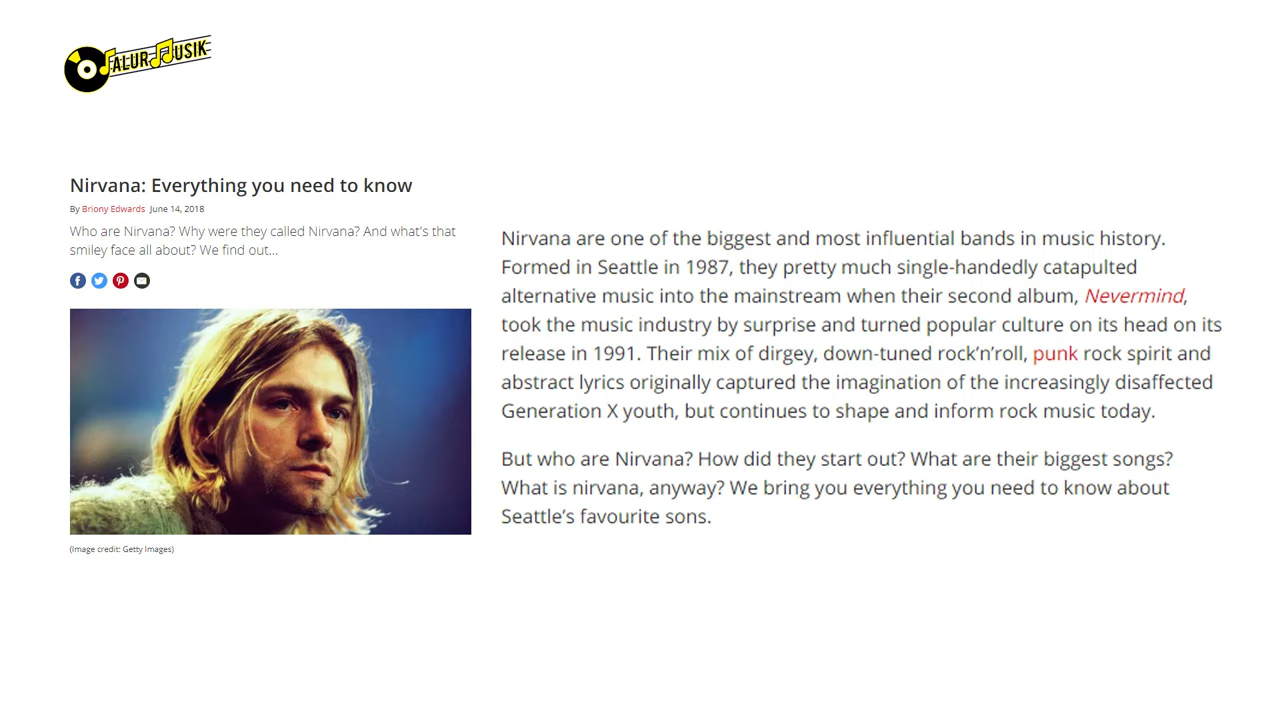 ALUR MUSIK
Nirvana: Everything you need to know
By Briony Edwards June 14, 2018
Who are Nirvana? Why were they called Nirvana? And what's that
smiley face all about? We find out...
(Image credit: Getty Images)
Nirvana are one of the biggest and most influential bands in music history.
Formed in Seattle in 1987, they pretty much single-handedly catapulted
alternative music into the mainstream when their second album, Nevermind,
took the music industry by surprise and turned popular culture on its head on its
release in 1991. Their mix of dirgey, down-tuned rock’n’roll, punk rock spirit and
abstract lyrics originally captured the imagination of the increasingly disaffected
Generation X youth, but continues to shape and inform rock music today.
But who are Nirvana? How did they start out? What are their biggest songs?
What is nirvana, anyway? We bring you everything you need to know about
Seattle’s favourite sons.